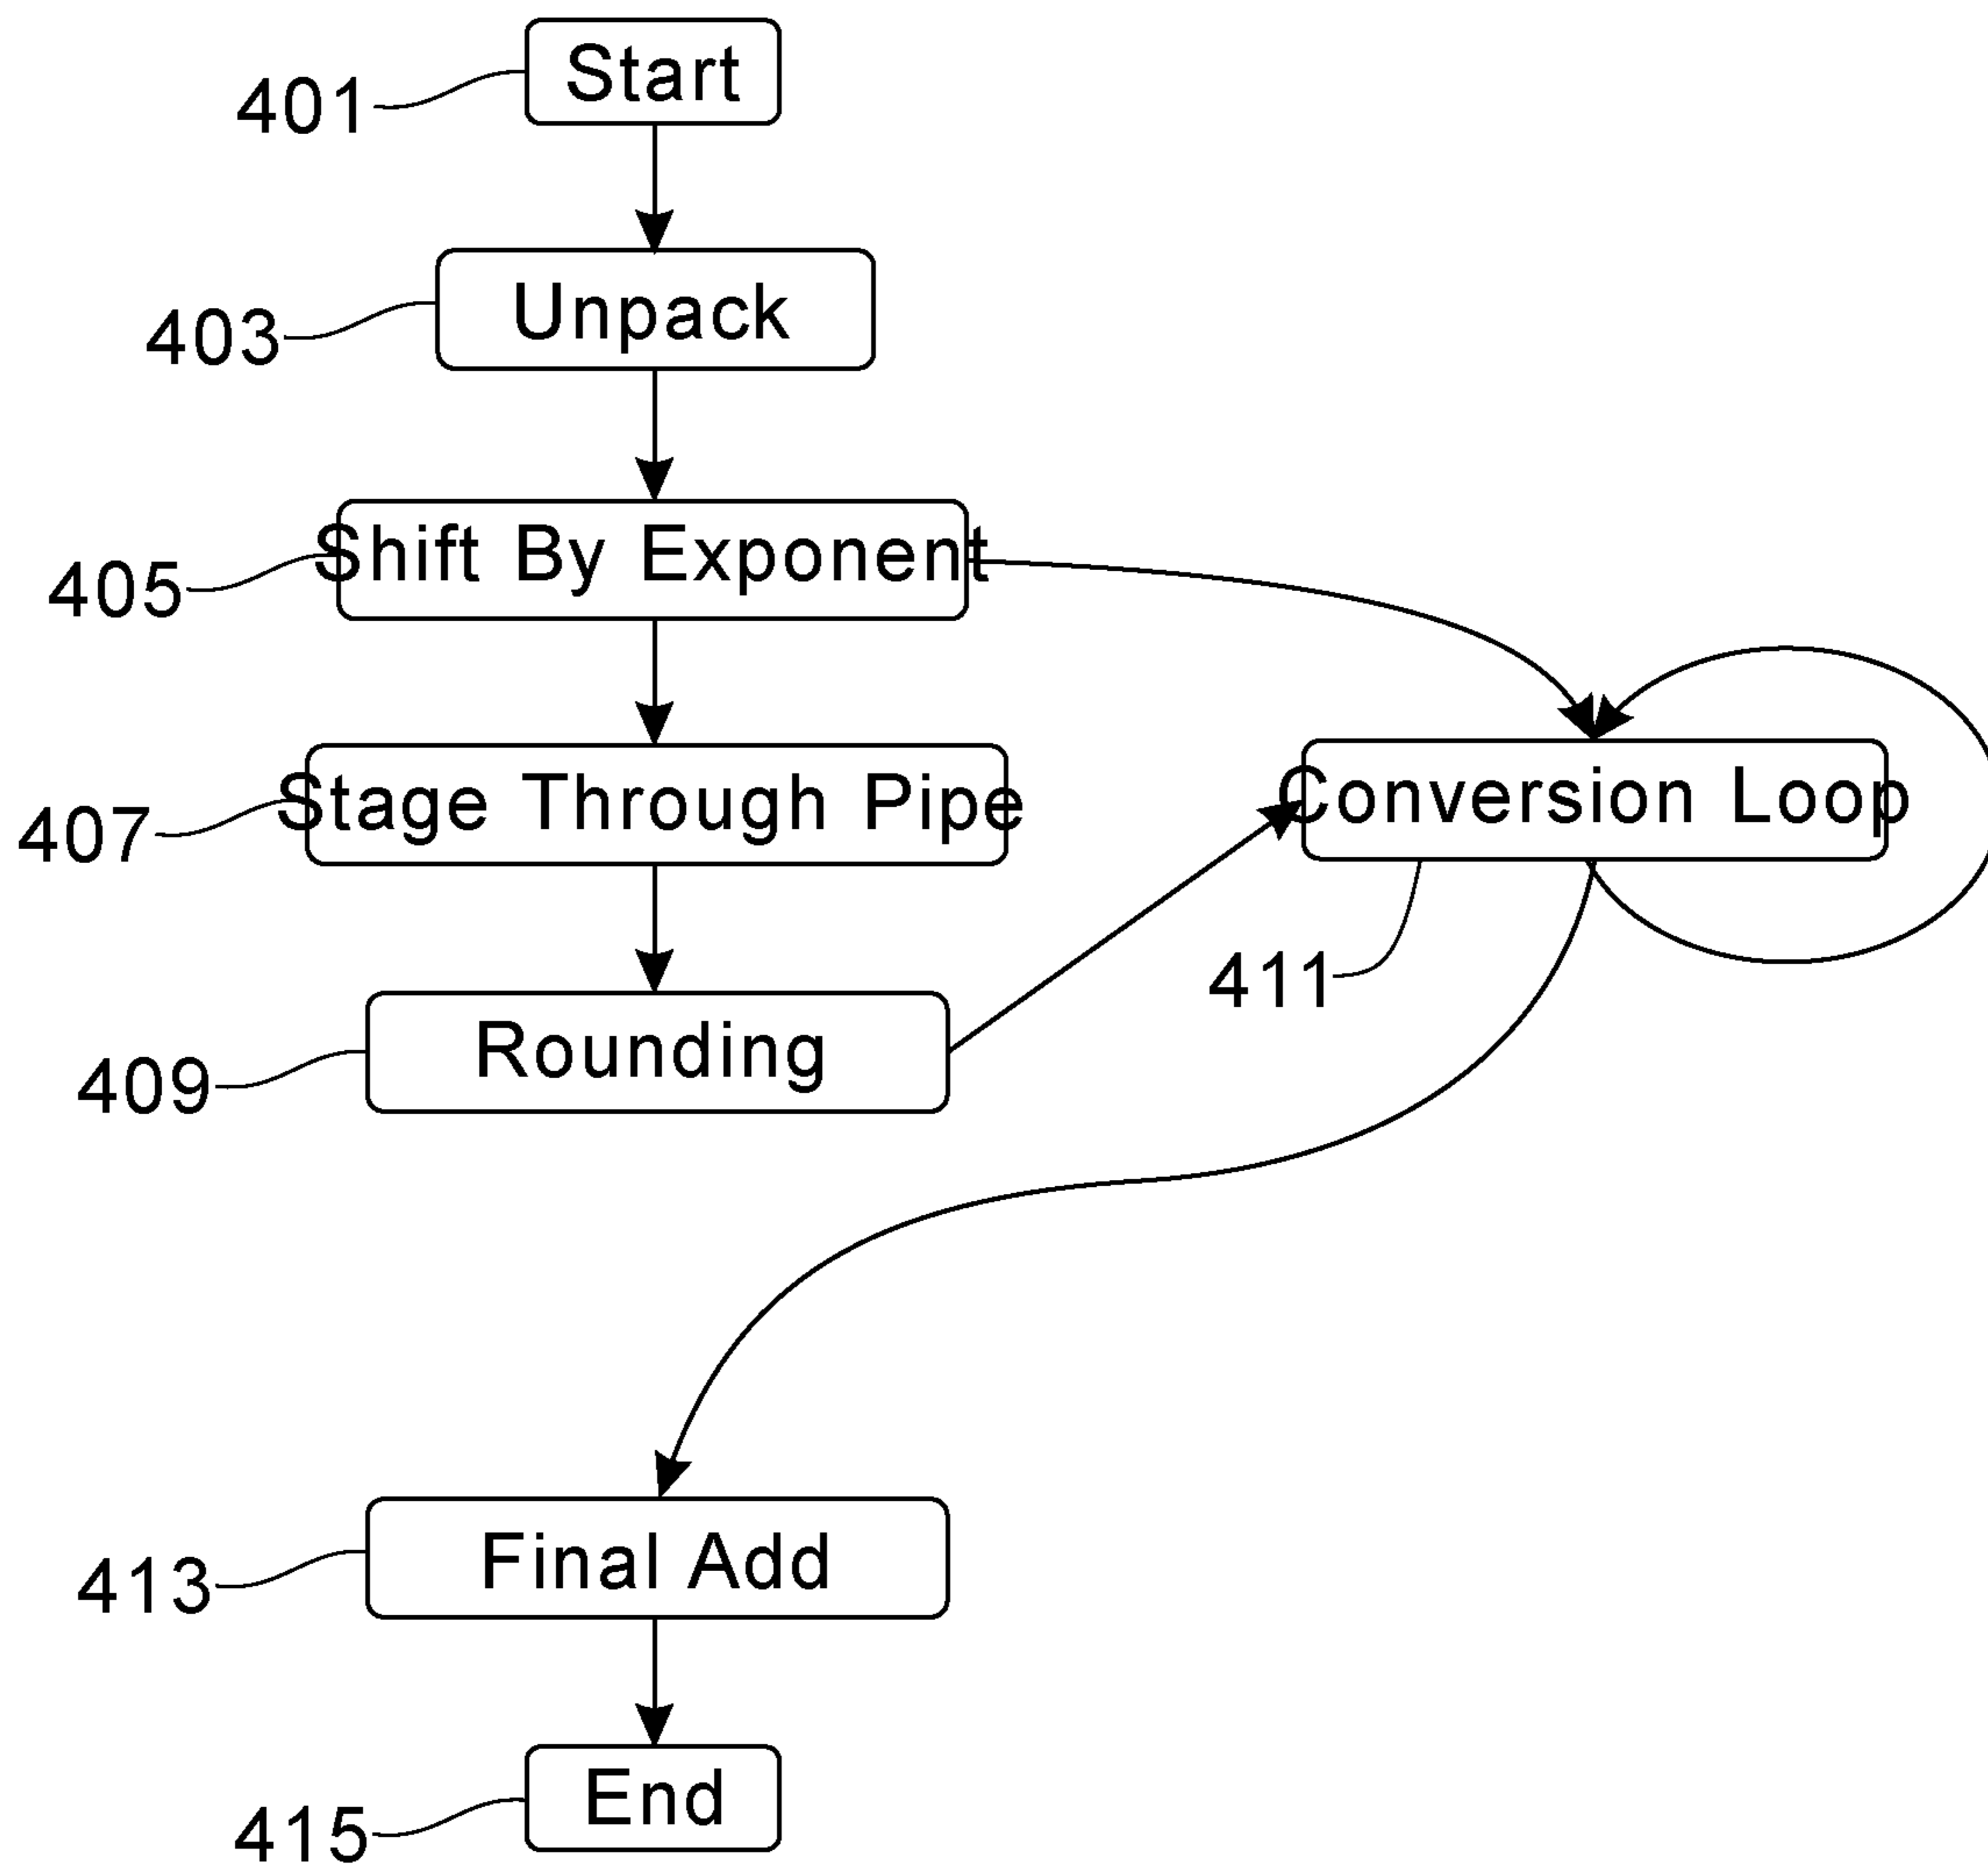 401
Start
403
Unpack
405
Shift By Exponent
407
Stage Through Pipe
Conversion Loop
411
409
Rounding
413
Final Add
415
End